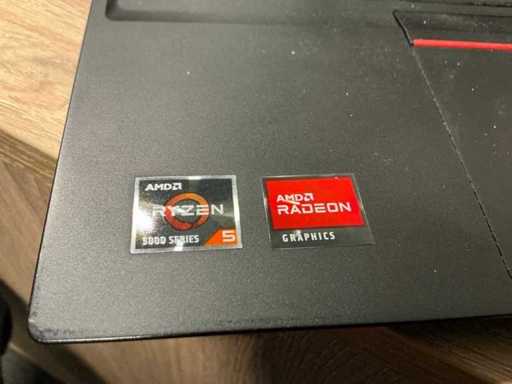 AMD
RYZEN
5000 SERIES 5
AMD
RADEON
GRAPHICS